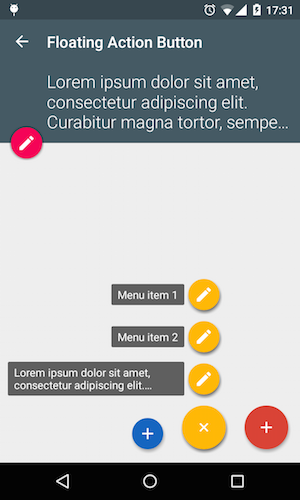 17:31
Floating Action Button
Lorem ipsum dolor sit amet,
consectetur adipiscing elit.
Curabitur magna tortor, sempe...
Menu item 1
Menu item 2
Lorem ipsum dolor sit amet,
consectetur adipiscing elit....